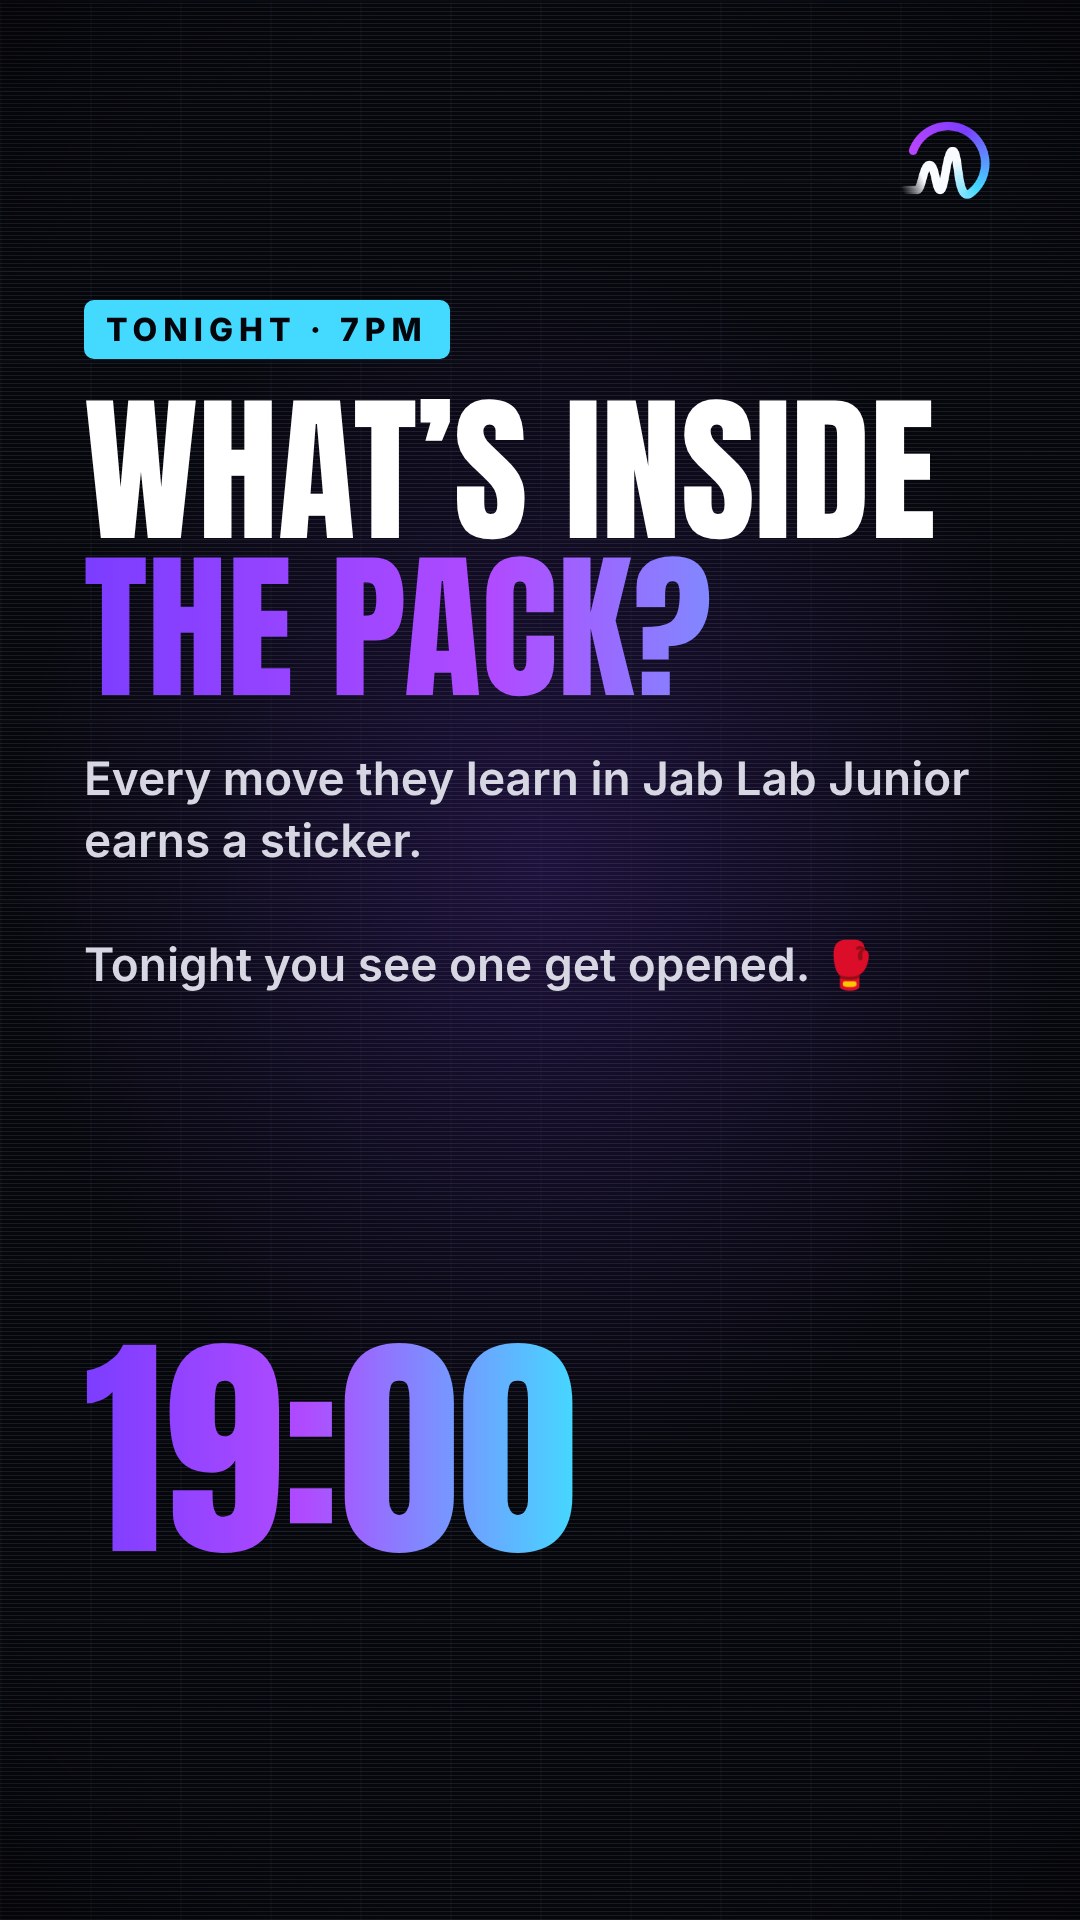 TONIGHT · 7PM
WHAT’S INSIDE
THE PACK?
Every move they learn in Jab Lab Junior
earns a sticker.
Tonight you see one get opened. 🥊
19:00